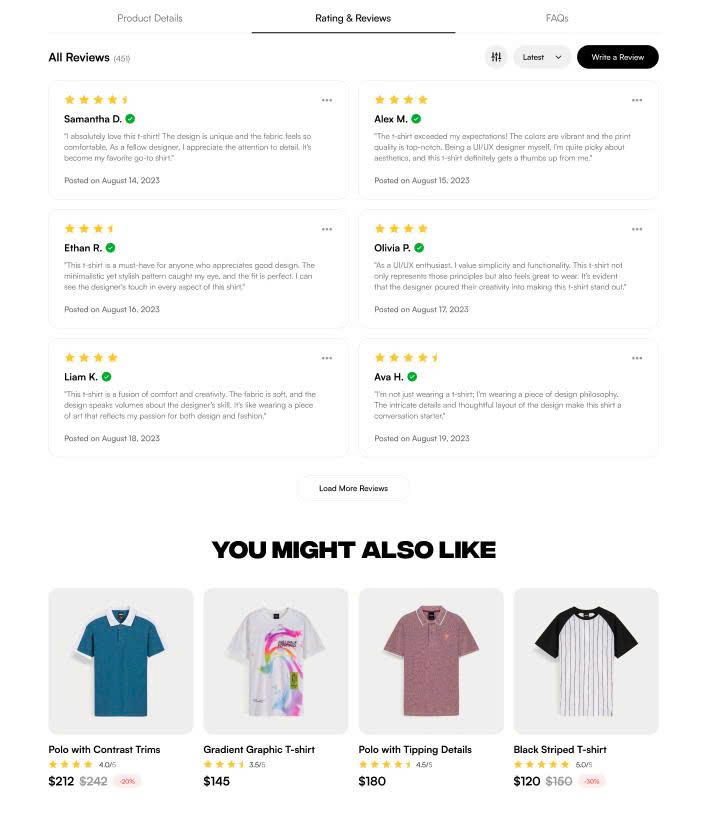 Product Details
Rating & Reviews
FAQs
All Reviews (451)
Latest
Write a Review
Samantha D.
"I absolutely love this t-shirt! The design is unique and the fabric feels so
comfortable. As a fellow designer, I appreciate the attention to detail. It's
become my favorite go-to shirt."
Posted on August 14, 2023
Alex M.
"The t-shirt exceeded my expectations! The colors are vibrant and the print
quality is top-notch. Being a UI/UX designer myself, I'm quite picky about
aesthetics, and this t-shirt definitely gets a thumbs up from me."
Posted on August 15, 2023
Ethan R.
"This t-shirt is a must-have for anyone who appreciates good design. The
minimalistic yet stylish pattern caught my eye, and the fit is perfect. I can
see the designer's touch in every aspect of this shirt."
Posted on August 16, 2023
Olivia P.
"As a UI/UX enthusiast, I value simplicity and functionality. This t-shirt not
only represents those principles but also feels great to wear. It's evident
that the designer poured their creativity into making this t-shirt stand out."
Posted on August 17, 2023
Liam K.
"This t-shirt is a fusion of comfort and creativity. The fabric is soft, and the
design speaks volumes about the designer's skill. It's like wearing a piece
of art that reflects my passion for both design and fashion."
Posted on August 18, 2023
Ava H.
"I'm not just wearing a t-shirt; I'm wearing a piece of design philosophy.
The intricate details and thoughtful layout of the design make this shirt a
conversation starter."
Posted on August 19, 2023
Load More Reviews
YOU MIGHT ALSO LIKE
Polo with Contrast Trims
4.0/5
$212 $242 -20%
Gradient Graphic T-shirt
3.5/5
$145
Polo with Tipping Details
4.5/5
$180
Black Striped T-shirt
5.0/5
$120 $150 -30%